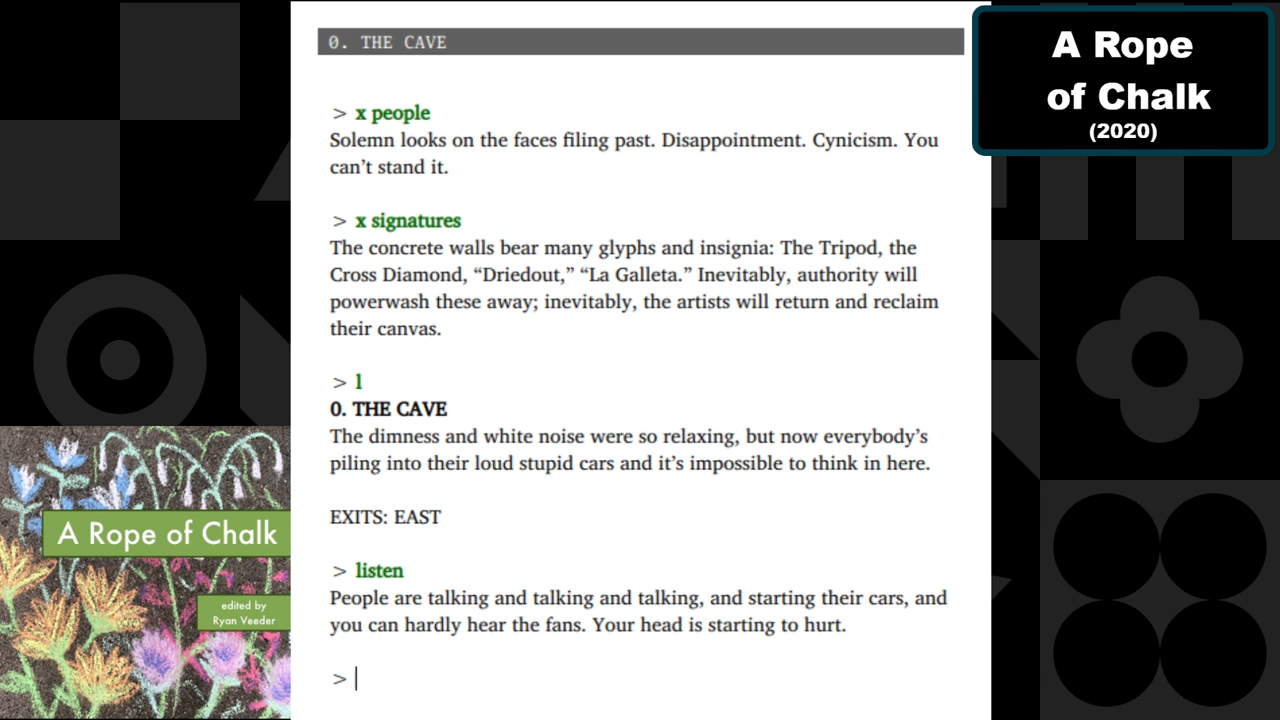 0. THE CAVE
> x people
Solemn looks on the faces filing past. Disappointment. Cynicism. You
can’t stand it.
> x signatures
The concrete walls bear many glyphs and insignia: The Tripod, the
Cross Diamond, “Driedout,” “La Galleta.” Inevitably, authority will
powerwash these away; inevitably, the artists will return and reclaim
their canvas.
> l
0. THE CAVE
The dimness and white noise were so relaxing, but now everybody’s
piling into their loud stupid cars and it’s impossible to think in here.
EXITS: EAST
> listen
People are talking and talking and talking, and starting their cars, and
you can hardly hear the fans. Your head is starting to hurt.
>
A Rope
of Chalk
(2020)
A Rope of Chalk
edited by
Ryan Veeder